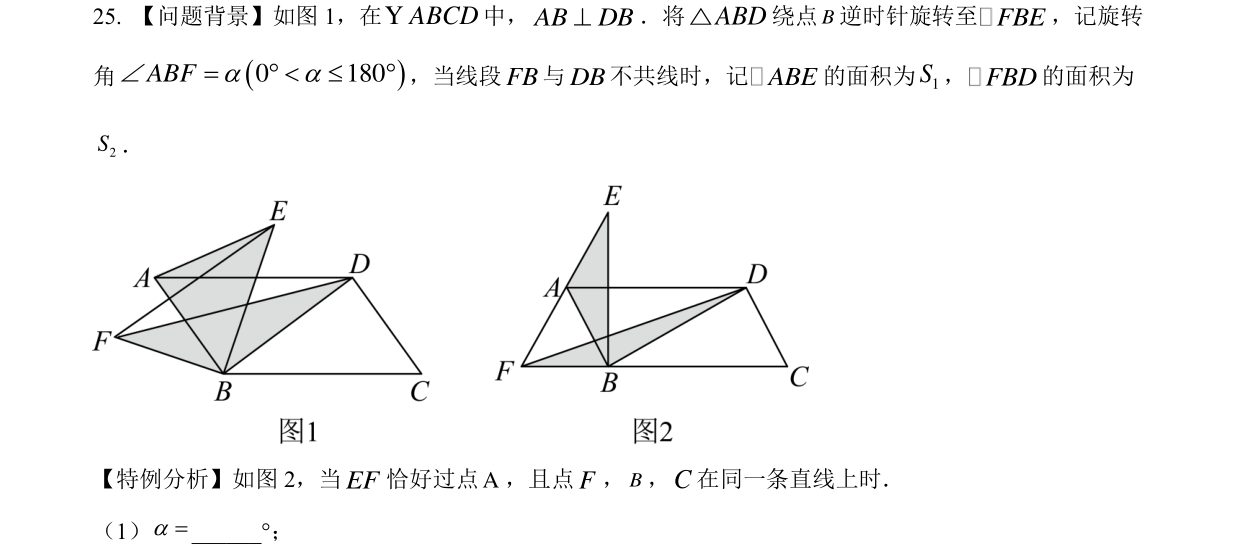 25. 【问题背景】如图 1，在 Y ABCD 中， AB ⊥ DB．将 △ABD 绕点 B 逆时针旋转至□ FBE，记旋转
角 ∠ABF = α(0° < α ≤ 180°)，当线段 FB 与 DB 不共线时，记□ ABE 的面积为 S₁，□ FBD 的面积为
S₂．
E
A
D
F
B
C
图1
E
A
D
F
B
C
图2
【特例分析】如图 2，当 EF 恰好过点 A，且点 F， B， C 在同一条直线上时．
（1） α = ______°；